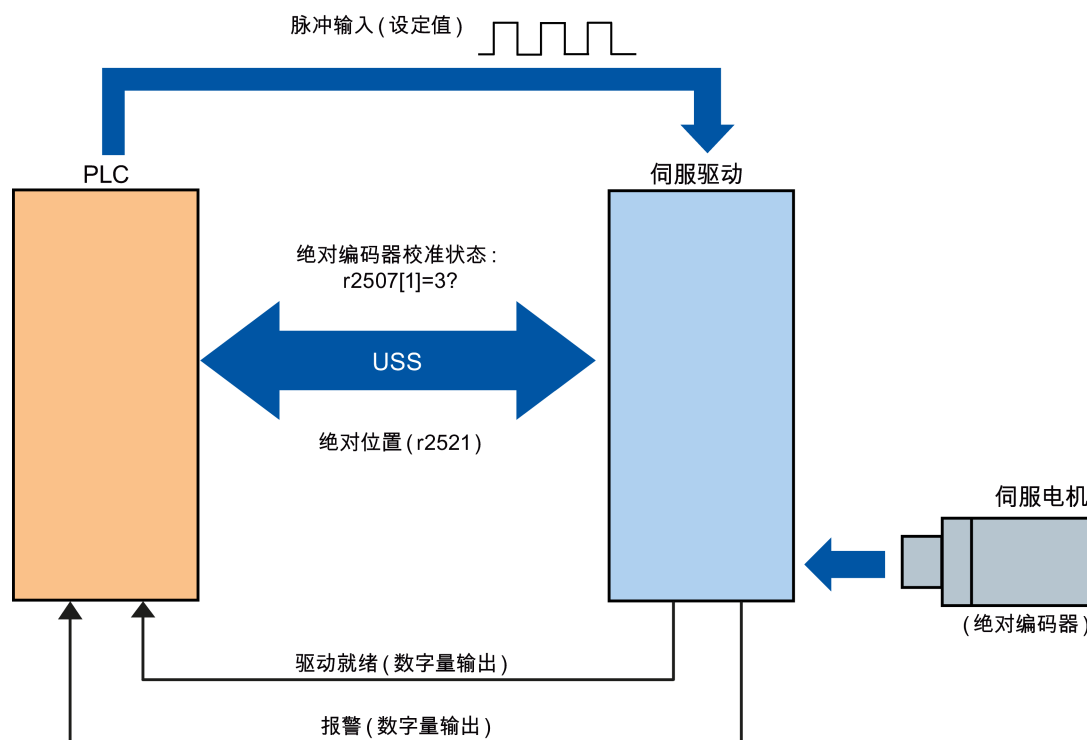 脉冲输入(设定值)
PLC
伺服驱动
绝对编码器校准状态:
r2507[1]=3?
USS
绝对位置(r2521)
伺服电机
(绝对编码器)
驱动就绪(数字量输出)
报警(数字量输出)